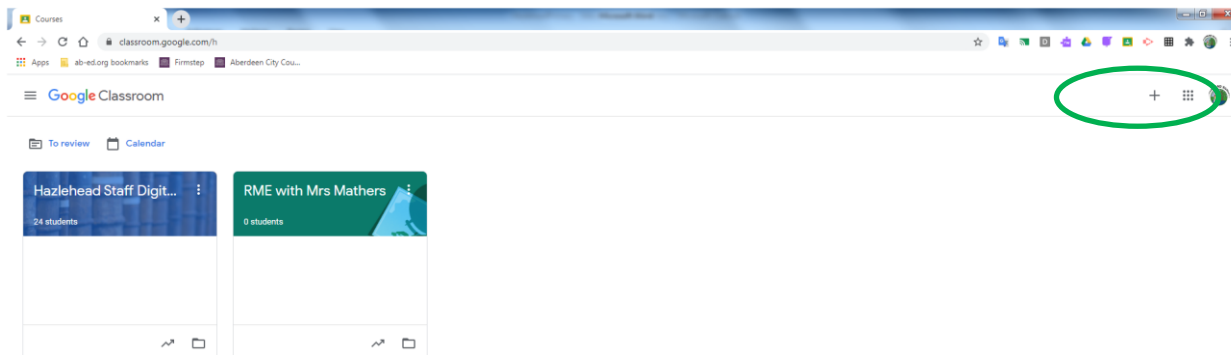 Courses
classroom.google.com/h
Apps ab-ed.org bookmarks Firmstep Aberdeen City Cou...
Google Classroom
To review Calendar
Hazlehead Staff Digit... RME with Mrs Mathers
24 students 0 students